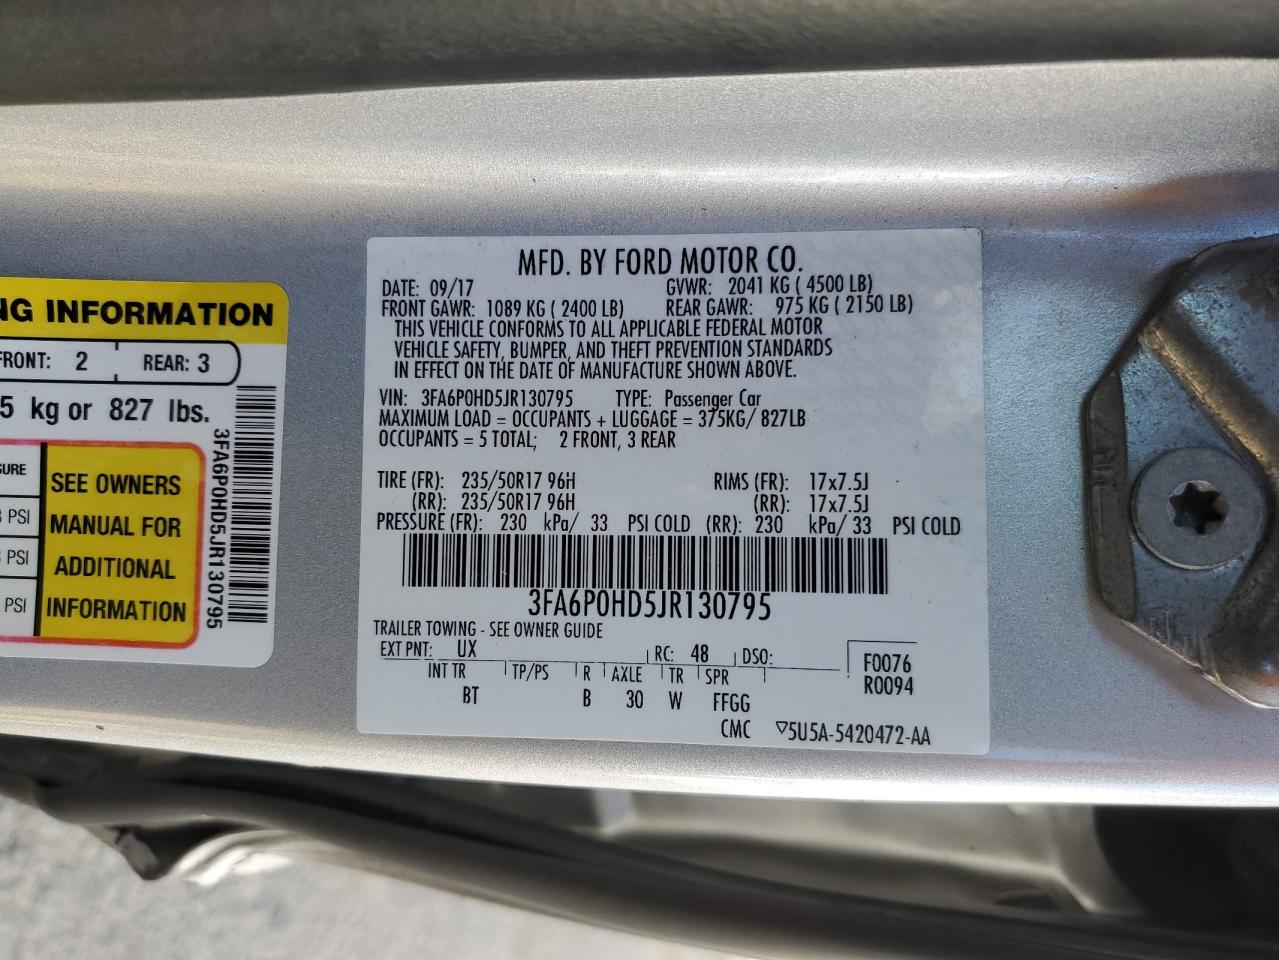 NG INFORMATION
FRONT: 2 REAR: 3
5 kg or 827 lbs.
SURE
PSI
PSI
PSI
SEE OWNERS
MANUAL FOR
ADDITIONAL
INFORMATION
3FA6P0HD5JR130795
MFD. BY FORD MOTOR CO.
DATE: 09/17 GVWR: 2041 KG ( 4500 LB)
FRONT GAWR: 1089 KG ( 2400 LB) REAR GAWR: 975 KG ( 2150 LB)
THIS VEHICLE CONFORMS TO ALL APPLICABLE FEDERAL MOTOR
VEHICLE SAFETY, BUMPER, AND THEFT PREVENTION STANDARDS
IN EFFECT ON THE DATE OF MANUFACTURE SHOWN ABOVE.
VIN: 3FA6P0HD5JR130795 TYPE: Passenger Car
MAXIMUM LOAD = OCCUPANTS + LUGGAGE = 375KG/ 827LB
OCCUPANTS = 5 TOTAL; 2 FRONT, 3 REAR
TIRE (FR): 235/50R17 96H RIMS (FR): 17x7.5J
(RR): 235/50R17 96H (RR): 17x7.5J
PRESSURE (FR): 230 kPa/ 33 PSI COLD (RR): 230 kPa/ 33 PSI COLD
3FA6P0HD5JR130795
TRAILER TOWING - SEE OWNER GUIDE
EXT PNT: UX RC: 48 DSO:
INT TR TP/PS R AXLE TR SPR
BT B 30 W FFGG
F0076
R0094
CMC ▽5U5A-5420472-AA